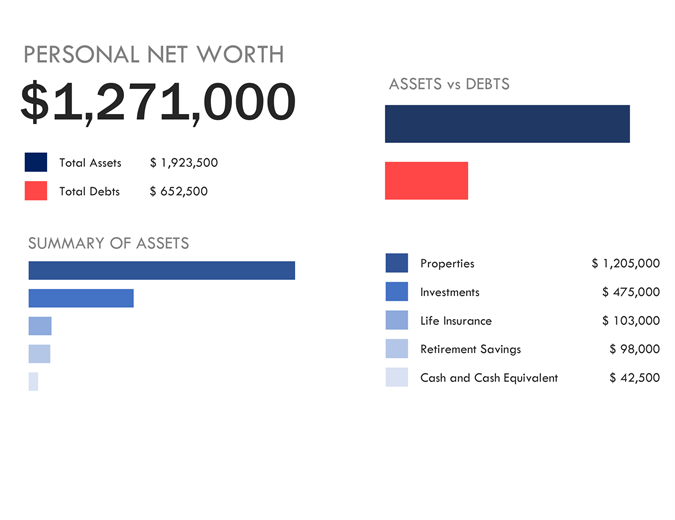 PERSONAL NET WORTH
$1,271,000
Total Assets $ 1,923,500
Total Debts $ 652,500
ASSETS vs DEBTS
SUMMARY OF ASSETS
Properties $ 1,205,000
Investments $ 475,000
Life Insurance $ 103,000
Retirement Savings $ 98,000
Cash and Cash Equivalent $ 42,500